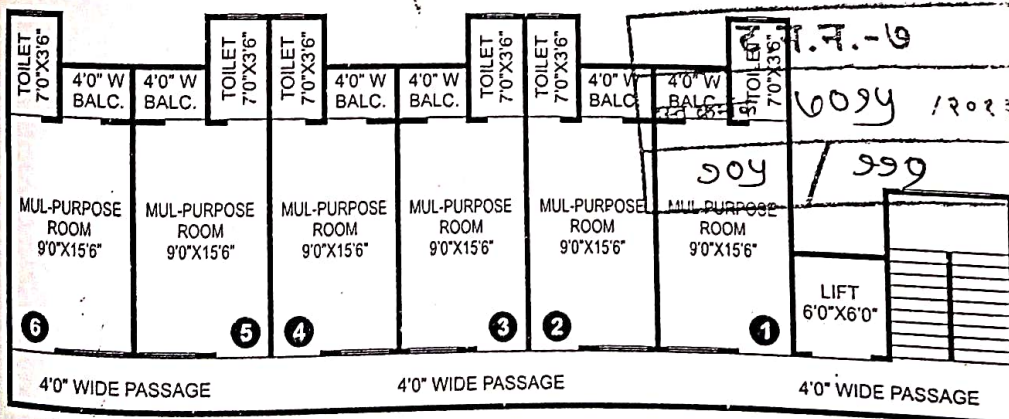 TOILET 7'0"X3'6"
4'0" W BALC.
4'0" W BALC.
TOILET 7'0"X3'6"
TOILET 7'0"X3'6"
4'0" W BALC.
4'0" W BALC.
TOILET 7'0"X3'6"
TOILET 7'0"X3'6"
4'0" W BALC.
4'0" W BALC.
TOILET 7'0"X3'6"
MUL-PURPOSE
ROOM
9'0"X15'6"
MUL-PURPOSE
ROOM
9'0"X15'6"
MUL-PURPOSE
ROOM
9'0"X15'6"
MUL-PURPOSE
ROOM
9'0"X15'6"
MUL-PURPOSE
ROOM
9'0"X15'6"
MUL-PURPOSE
ROOM
9'0"X15'6"
LIFT
6'0"X6'0"
6 5 4 3 2 1
4'0" WIDE PASSAGE 4'0" WIDE PASSAGE 4'0" WIDE PASSAGE